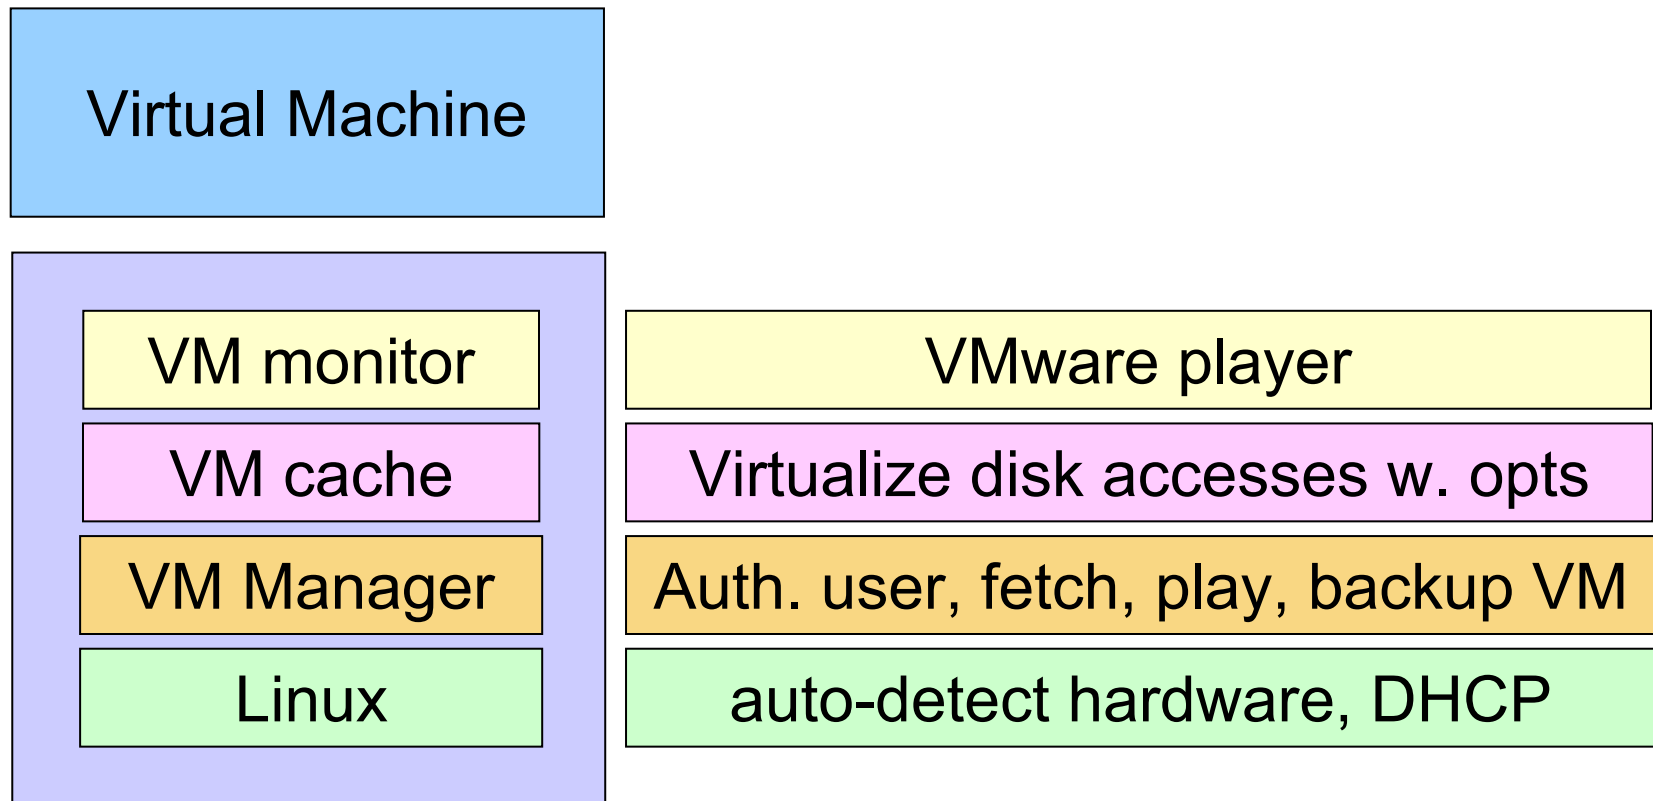 Virtual Machine
VM monitor
VMware player
VM cache
Virtualize disk accesses w. opts
VM Manager
Auth. user, fetch, play, backup VM
Linux
auto-detect hardware, DHCP